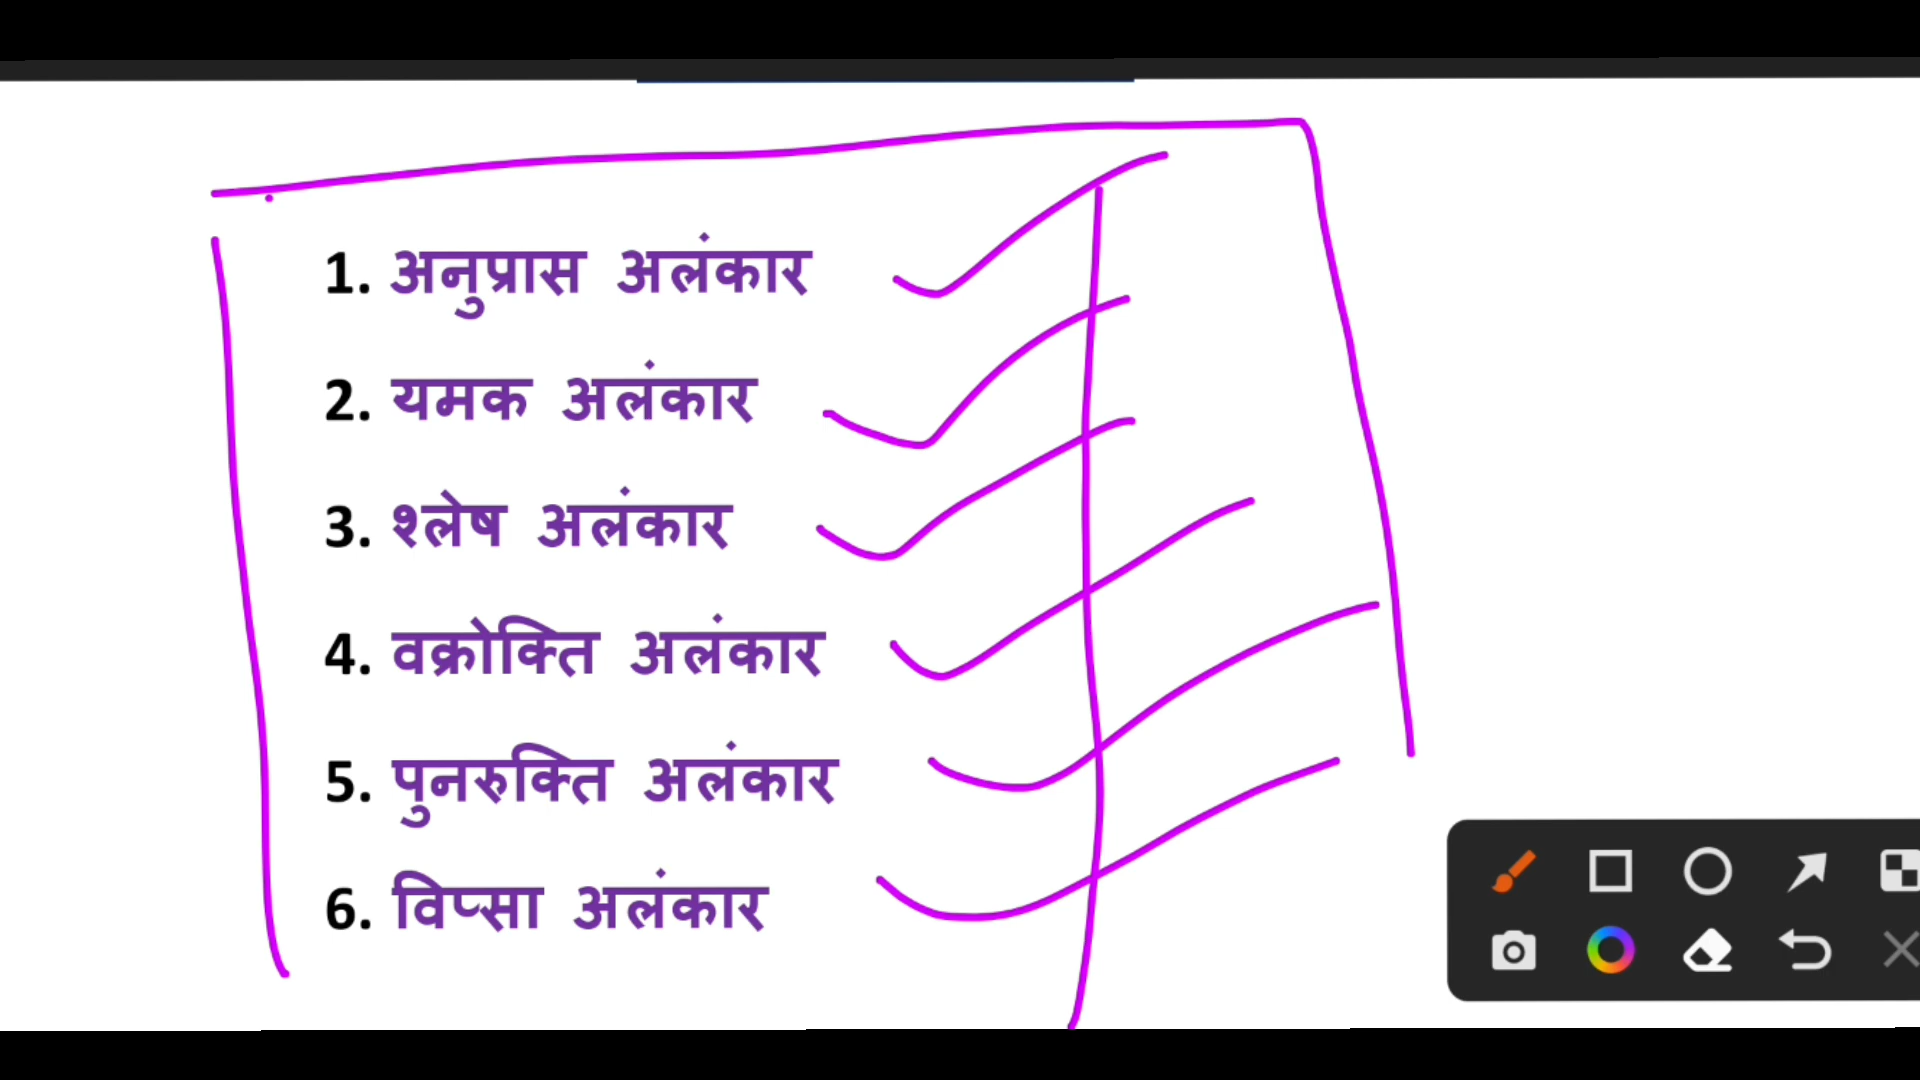 1. अनुप्रास अलंकार
2. यमक अलंकार
3. श्लेष अलंकार
4. वक्रोक्ति अलंकार
5. पुनरुक्ति अलंकार
6. विप्सा अलंकार